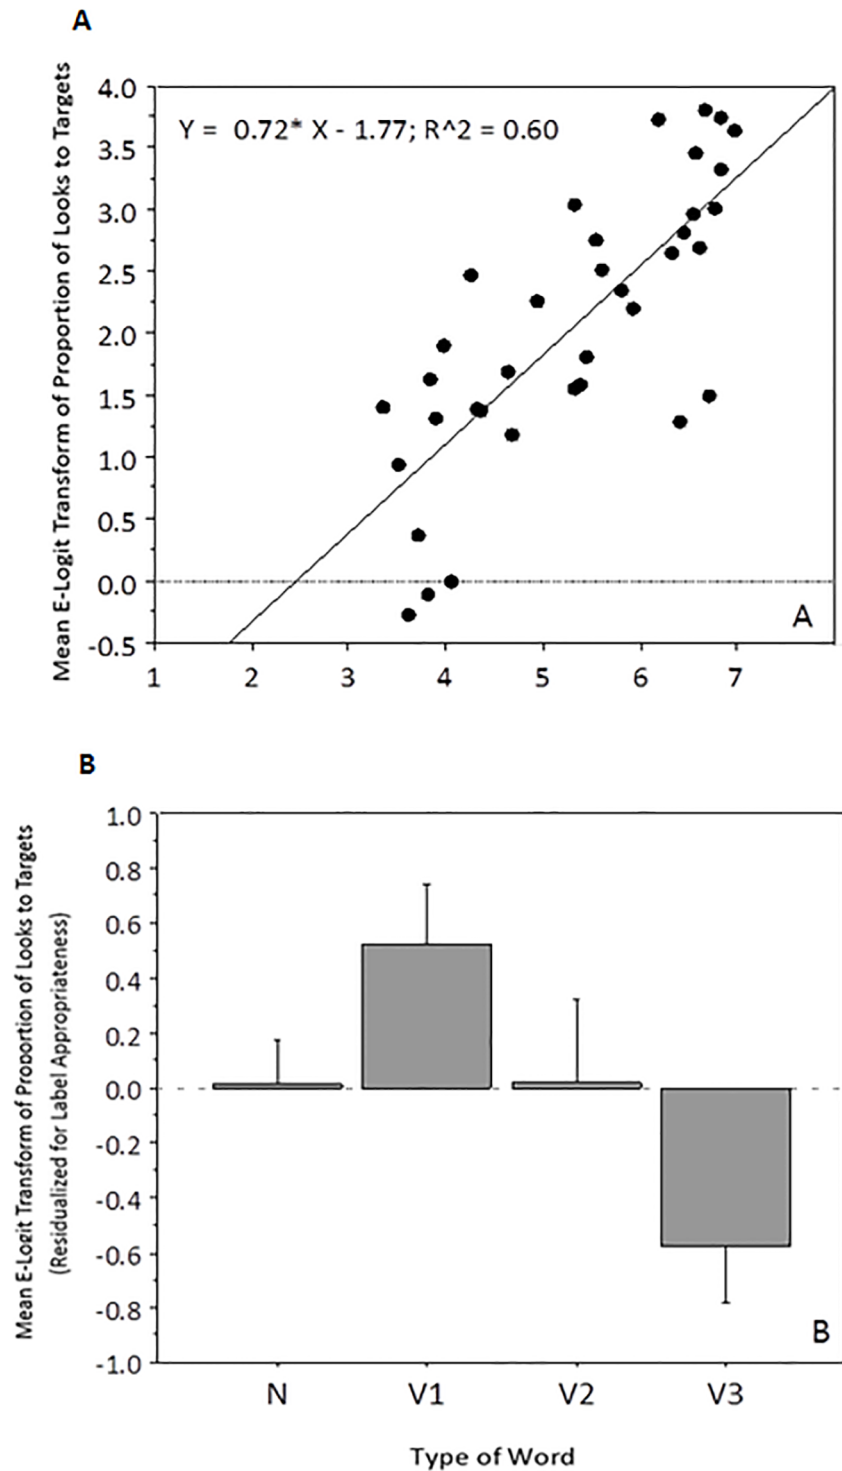 A
Mean E-Logit Transform of Proportion of Looks to Targets
Y = 0.72* X - 1.77; R^2 = 0.60
4.0
3.5
3.0
2.5
2.0
1.5
1.0
0.5
0.0
-0.5
A
1 2 3 4 5 6 7
B
Mean E-Logit Transform of Proportion of Looks to Targets
(Residualized for Label Appropriateness)
1.0
0.8
0.6
0.4
0.2
0.0
-0.2
-0.4
-0.6
-0.8
-1.0
B
N V1 V2 V3
Type of Word